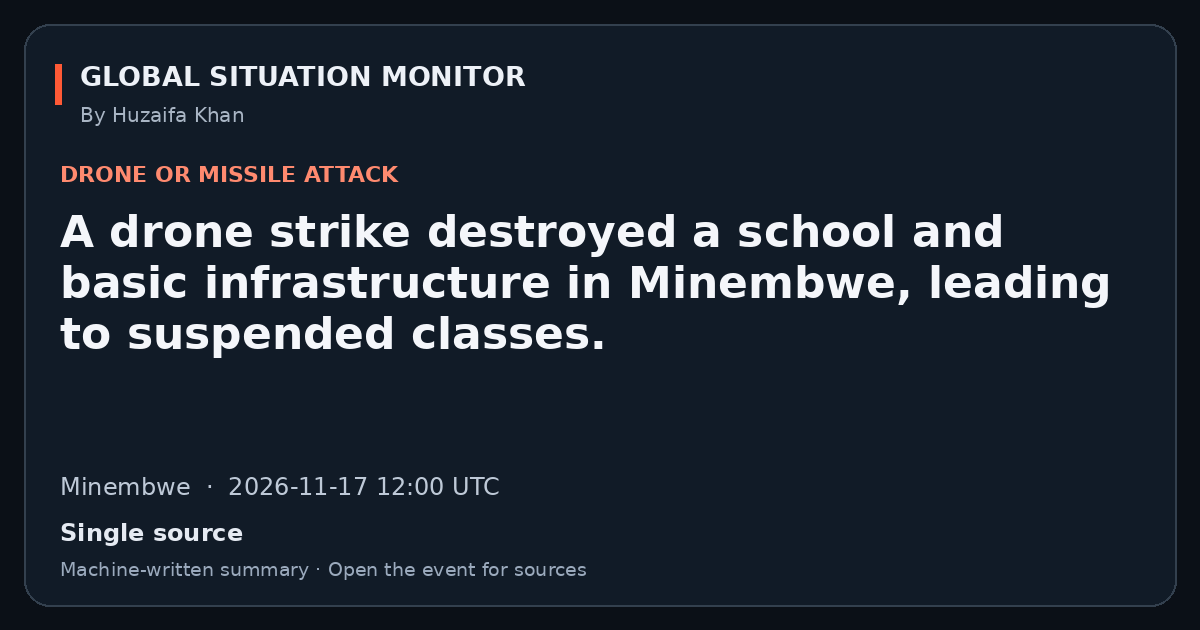 GLOBAL SITUATION MONITOR
By Huzaifa Khan
DRONE OR MISSILE ATTACK
A drone strike destroyed a school and
basic infrastructure in Minembwe, leading
to suspended classes.
Minembwe · 2026-11-17 12:00 UTC
Single source
Machine-written summary · Open the event for sources